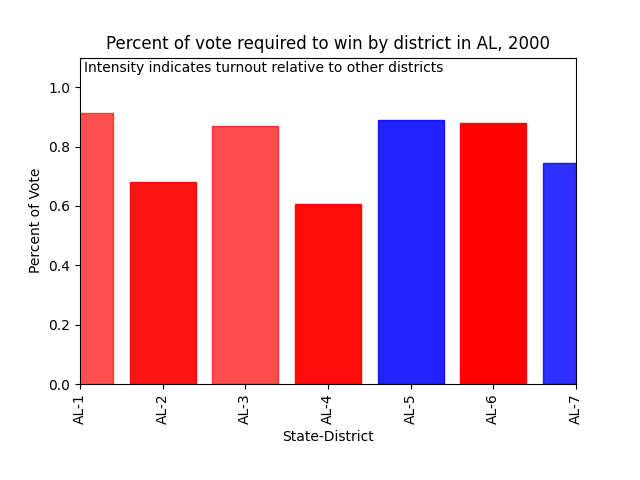 Percent of vote required to win by district in AL, 2000
Intensity indicates turnout relative to other districts
1.0
0.8
0.6
0.4
0.2
0.0
Percent of Vote
AL-1
AL-2
AL-3
AL-4
AL-5
AL-6
AL-7
State-District